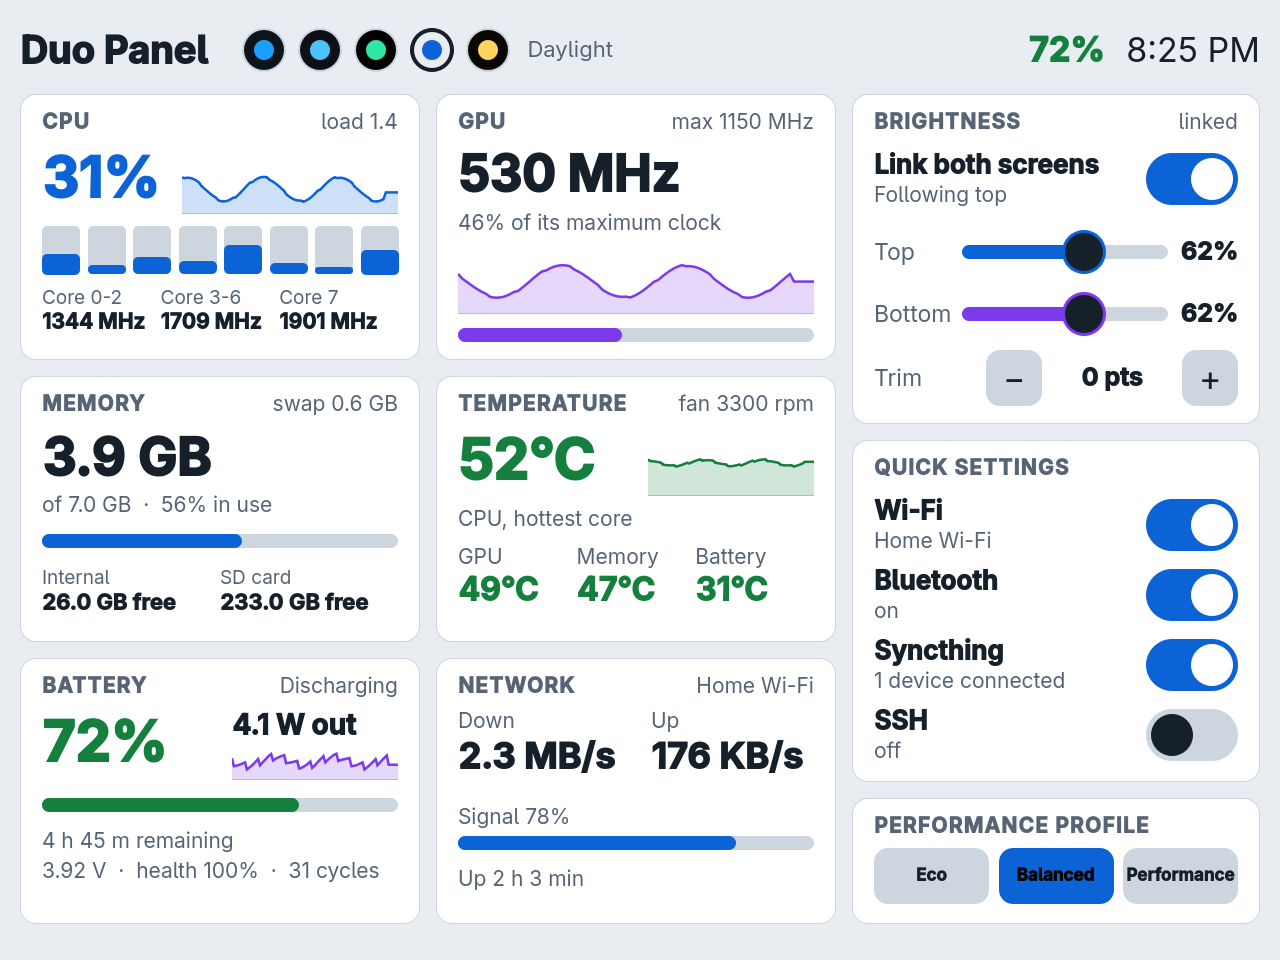 Duo Panel
Daylight
72% 8:25 PM
CPU load 1.4
31%
Core 0-2 Core 3-6 Core 7
1344 MHz 1709 MHz 1901 MHz
GPU max 1150 MHz
530 MHz
46% of its maximum clock
BRIGHTNESS linked
Link both screens
Following top
Top 62%
Bottom 62%
Trim − 0 pts +
MEMORY swap 0.6 GB
3.9 GB
of 7.0 GB · 56% in use
Internal SD card
26.0 GB free 233.0 GB free
TEMPERATURE fan 3300 rpm
52°C
CPU, hottest core
GPU Memory Battery
49°C 47°C 31°C
QUICK SETTINGS
Wi-Fi
Home Wi-Fi
Bluetooth
on
Syncthing
1 device connected
SSH
off
BATTERY Discharging
72% 4.1 W out
4 h 45 m remaining
3.92 V · health 100% · 31 cycles
NETWORK Home Wi-Fi
Down Up
2.3 MB/s 176 KB/s
Signal 78%
Up 2 h 3 min
PERFORMANCE PROFILE
Eco Balanced Performance